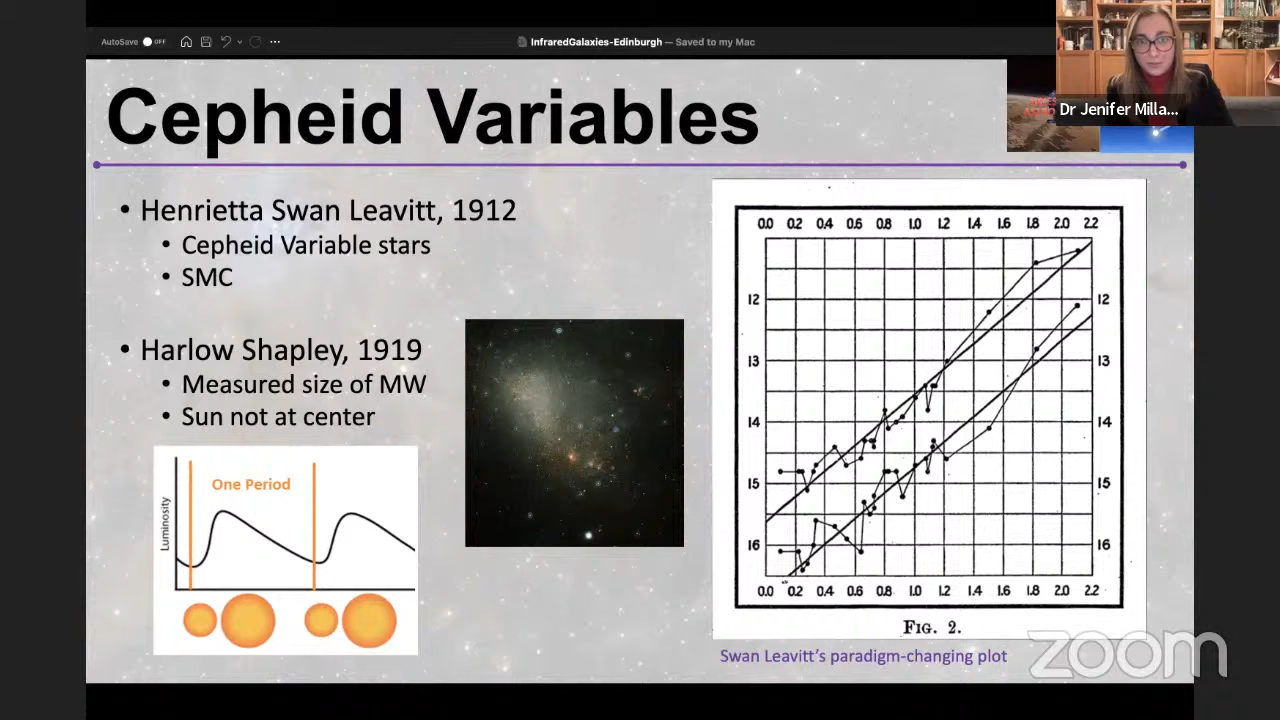 AutoSave OFF
InfraredGalaxies-Edinburgh — Saved to my Mac
Dr Jenifer Milla...
Cepheid Variables
• Henrietta Swan Leavitt, 1912
• Cepheid Variable stars
• SMC
• Harlow Shapley, 1919
• Measured size of MW
• Sun not at center
One Period
Luminosity
0.0 0.2 0.4 0.6 0.8 1.0 1.2 1.4 1.6 1.8 2.0 2.2
12 12
13 13
14 14
15 15
16 16
0.0 0.2 0.4 0.6 0.8 1.0 1.2 1.4 1.6 1.8 2.0 2.2
FIG. 2.
Swan Leavitt's paradigm-changing plot
zoom